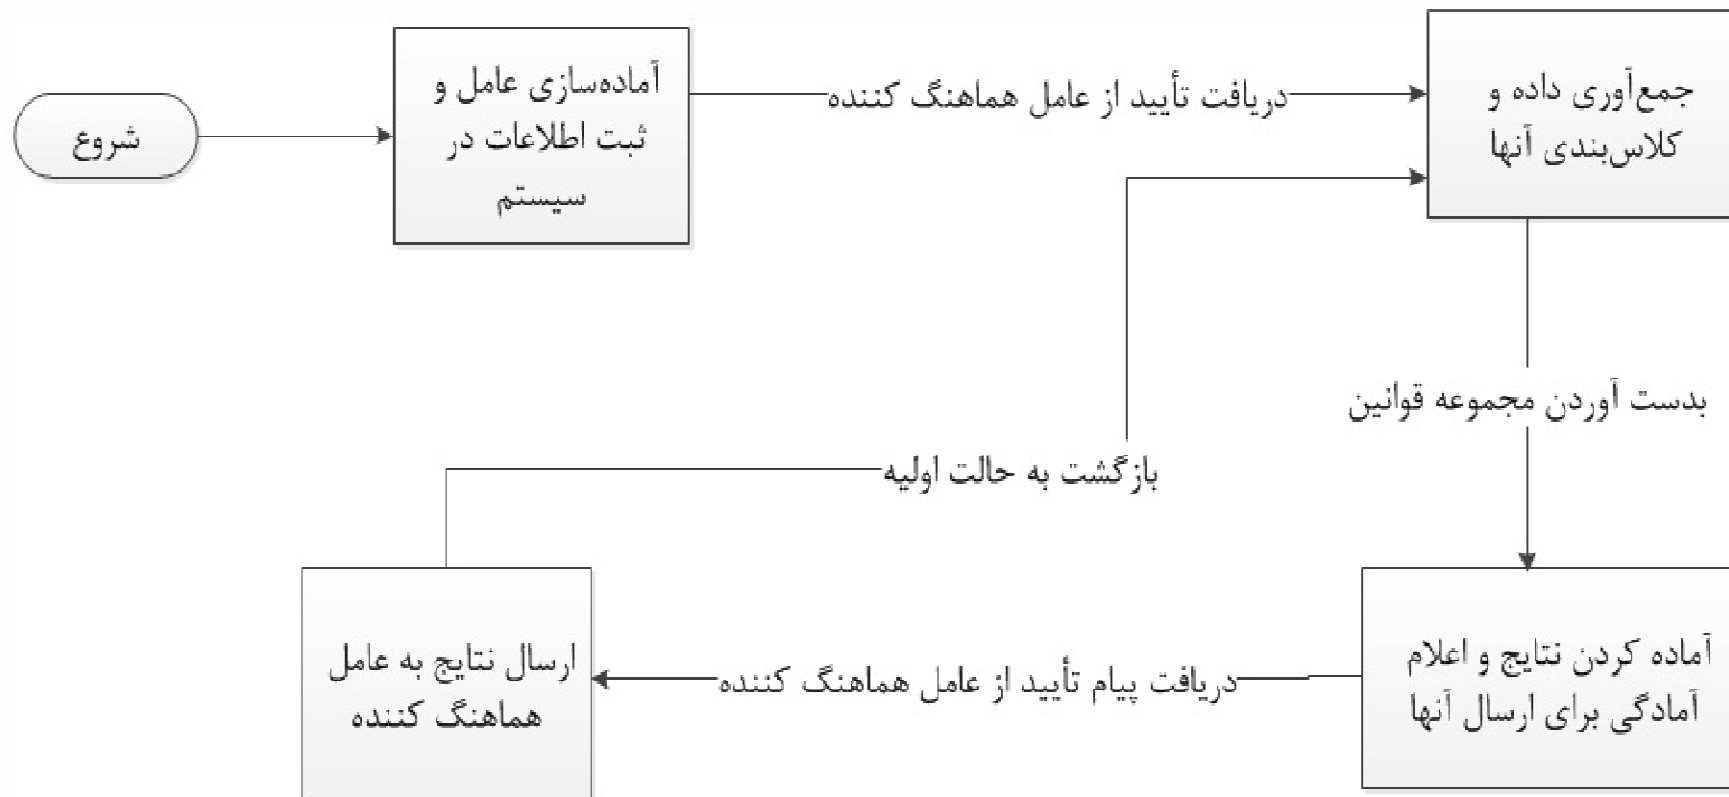 شروع
آماده‌سازی عامل و
ثبت اطلاعات در
سیستم
دریافت تأیید از عامل هماهنگ کننده
جمع‌آوری داده و
کلاس‌بندی آنها
بدست آوردن مجموعه قوانین
آماده کردن نتایج و اعلام
آمادگی برای ارسال آنها
دریافت پیام تأیید از عامل هماهنگ کننده
ارسال نتایج به عامل
هماهنگ کننده
بازگشت به حالت اولیه